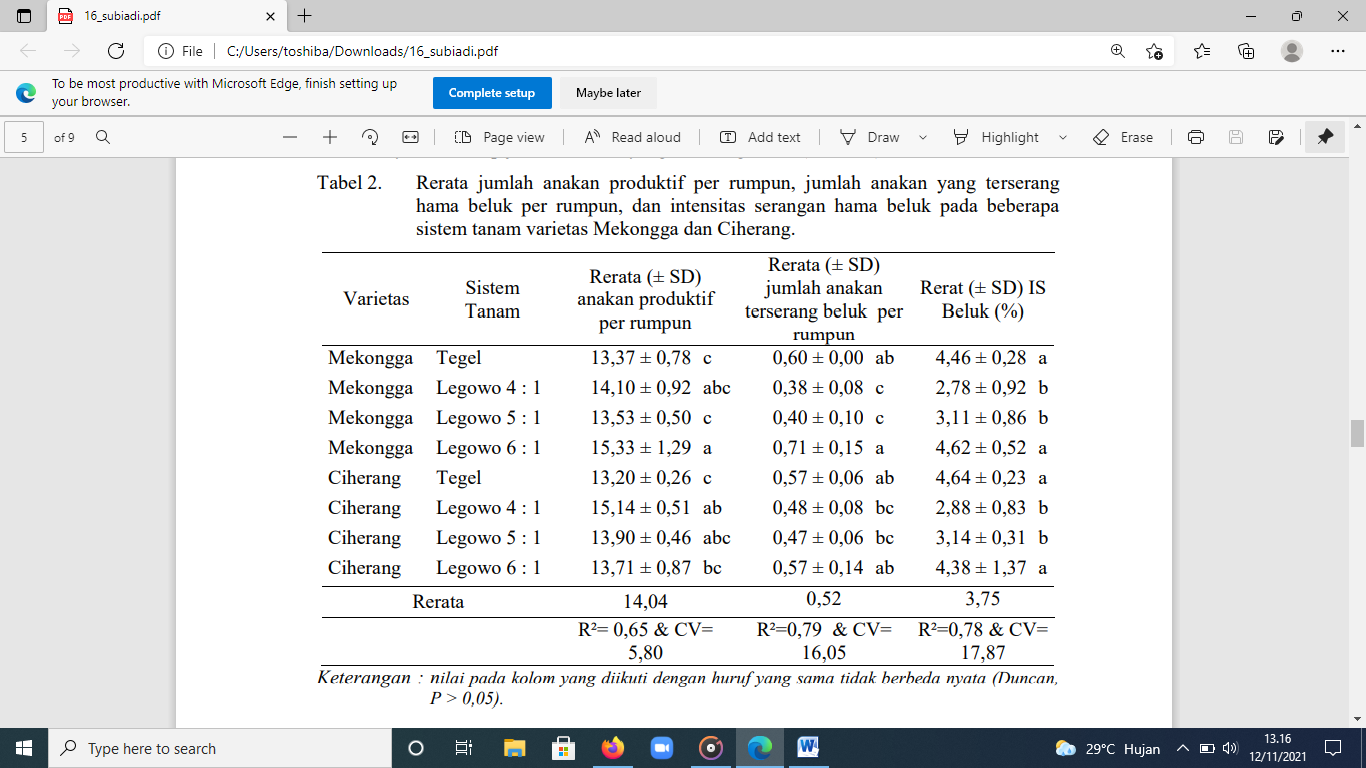 16_subiadi.pdf
File
C:/Users/toshiba/Downloads/16_subiadi.pdf
To be most productive with Microsoft Edge, finish setting up
your browser.
Complete setup
Maybe later
5 of 9
Page view
Read aloud
Add text
Draw
Highlight
Erase
Tabel 2. Rerata jumlah anakan produktif per rumpun, jumlah anakan yang terserang
hama beluk per rumpun, dan intensitas serangan hama beluk pada beberapa
sistem tanam varietas Mekongga dan Ciherang.
Varietas
Sistem
Tanam
Rerata (± SD)
anakan produktif
per rumpun
Rerata (± SD)
jumlah anakan
terserang beluk per
rumpun
Rerat (± SD) IS
Beluk (%)
Mekongga Tegel 13,37 ± 0,78 c 0,60 ± 0,00 ab 4,46 ± 0,28 a
Mekongga Legowo 4 : 1 14,10 ± 0,92 abc 0,38 ± 0,08 c 2,78 ± 0,92 b
Mekongga Legowo 5 : 1 13,53 ± 0,50 c 0,40 ± 0,10 c 3,11 ± 0,86 b
Mekongga Legowo 6 : 1 15,33 ± 1,29 a 0,71 ± 0,15 a 4,62 ± 0,52 a
Ciherang Tegel 13,20 ± 0,26 c 0,57 ± 0,06 ab 4,64 ± 0,23 a
Ciherang Legowo 4 : 1 15,14 ± 0,51 ab 0,48 ± 0,08 bc 2,88 ± 0,83 b
Ciherang Legowo 5 : 1 13,90 ± 0,46 abc 0,47 ± 0,06 bc 3,14 ± 0,31 b
Ciherang Legowo 6 : 1 13,71 ± 0,87 bc 0,57 ± 0,14 ab 4,38 ± 1,37 a
Rerata 14,04 0,52 3,75
R²= 0,65 & CV=
5,80
R²=0,79 & CV=
16,05
R²=0,78 & CV=
17,87
Keterangan : nilai pada kolom yang diikuti dengan huruf yang sama tidak berbeda nyata (Duncan,
P > 0,05).
Type here to search
29°C Hujan
13.16
12/11/2021